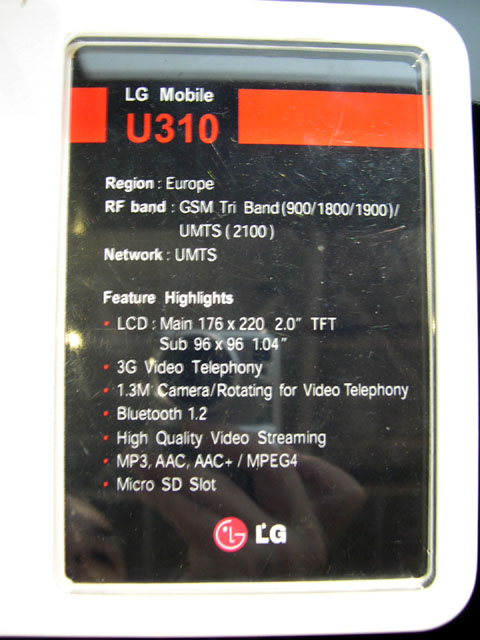 LG Mobile
U310
Region : Europe
RF band : GSM Tri Band(900/1800/1900)/
UMTS ( 2100 )
Network : UMTS
Feature Highlights
• LCD : Main 176 x 220 2.0" TFT
Sub 96 x 96 1.04"
• 3G Video Telephony
• 1.3M Camera/Rotating for Video Telephony
• Bluetooth 1.2
• High Quality Video Streaming
• MP3, AAC, AAC+ / MPEG4
• Micro SD Slot
LG